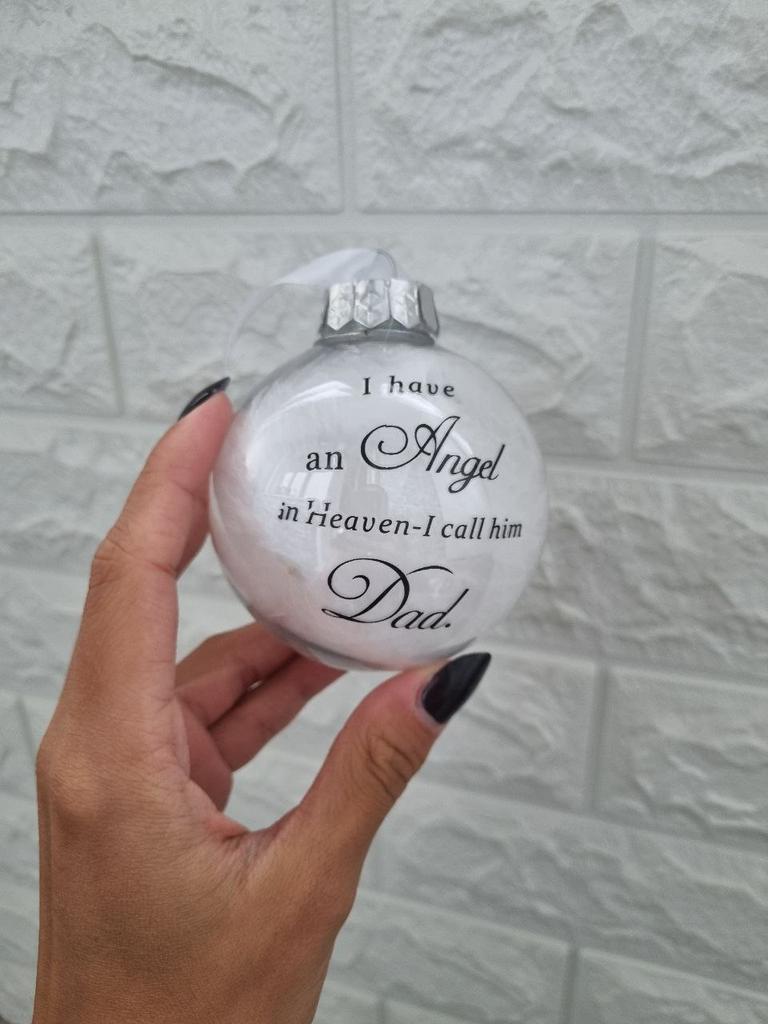 I have
an Angel
in Heaven-I call him
Dad.